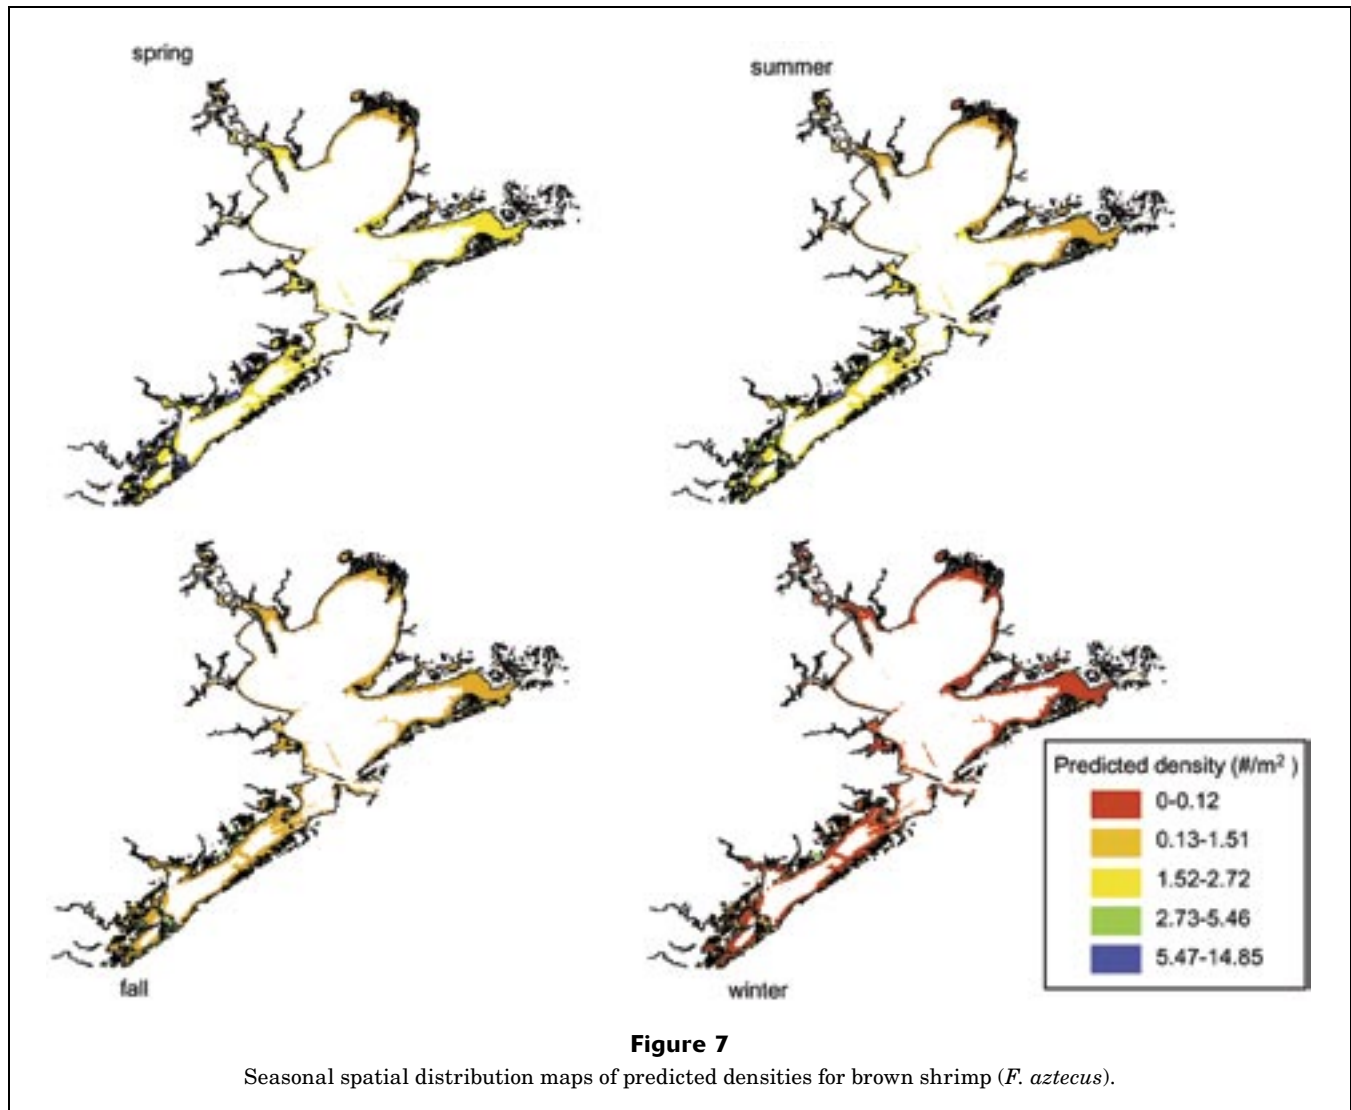 spring
summer
fall
winter
Predicted density (#/m² )
0-0.12
0.13-1.51
1.52-2.72
2.73-5.46
5.47-14.85
Figure 7
Seasonal spatial distribution maps of predicted densities for brown shrimp (F. aztecus).